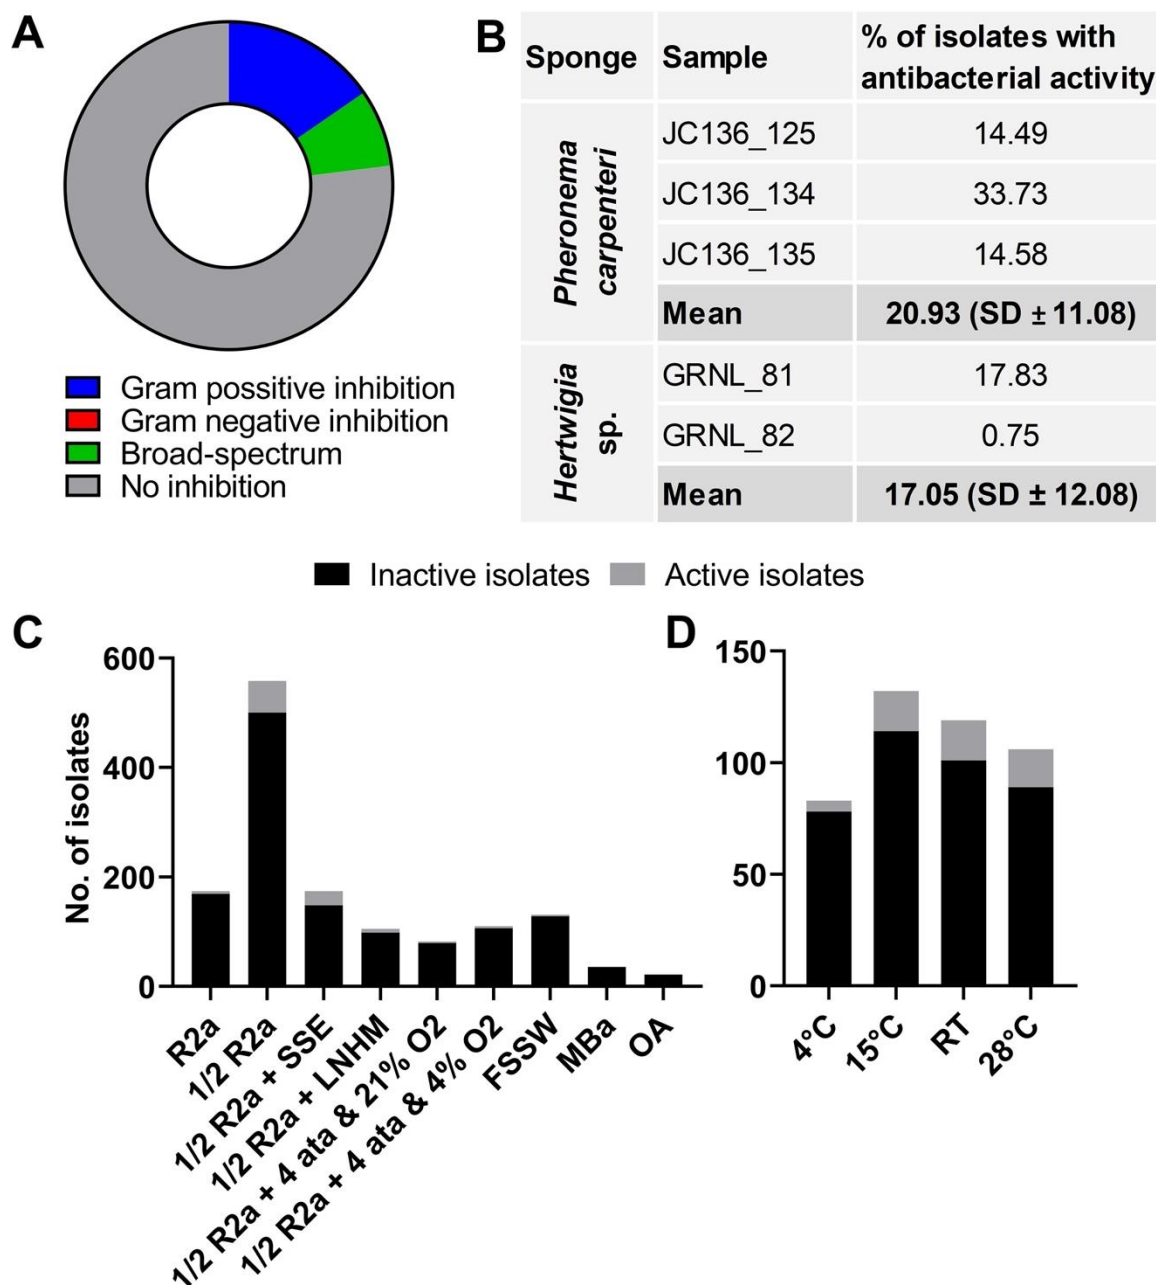 A
Gram possitive inhibition
Gram negative inhibition
Broad-spectrum
No inhibition
B
Sponge Sample % of isolates with antibacterial activity
Pheronema carpenteri
JC136_125 14.49
JC136_134 33.73
JC136_135 14.58
Mean 20.93 (SD ± 11.08)
Hertwigia sp.
GRNL_81 17.83
GRNL_82 0.75
Mean 17.05 (SD ± 12.08)
Inactive isolates Active isolates
C
No. of isolates
600
400
200
0
R2a
1/2 R2a
1/2 R2a + SSE
1/2 R2a + LNHM
1/2 R2a + 4 ata & 21% O2
1/2 R2a + 4 ata & 4% O2
FSSW
MBa
OA
D
150
100
50
0
4°C
15°C
RT
28°C